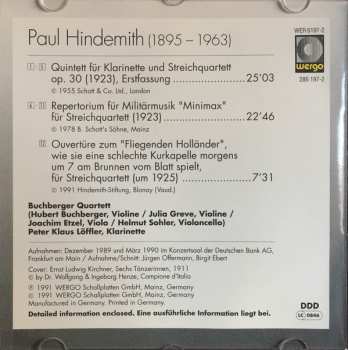 Paul Hindemith (1895 – 1963)
WER 6197-2
wergo
286 197-2
Quintett für Klarinette und Streichquartett
op. 30 (1923), Erstfassung 25'03
© 1955 Schott & Co. Ltd., London
Repertorium für Militärmusik "Minimax"
für Streichquartett (1923) 22'46
© 1978 B. Schott's Söhne, Mainz
Ouvertüre zum "Fliegenden Holländer",
wie sie eine schlechte Kurkapelle morgens
um 7 am Brunnen vom Blatt spielt,
für Streichquartett (um 1925) 7'31
© 1991 Hindemith-Stiftung, Blonay (Vaud.)
Buchberger Quartett
(Hubert Buchberger, Violine / Julia Greve, Violine /
Joachim Etzel, Viola / Helmut Sohler, Violoncello)
Peter Klaus Löffler, Klarinette
Aufnahmen: Dezember 1989 und März 1990 im Konzertsaal der Deutschen Bank AG,
Frankfurt am Main / Aufnahme/Schnitt: Jürgen Offermann, Birgit Ebert
Cover: Ernst Ludwig Kirchner, Sechs Tänzerinnen, 1911
© by Dr. Wolfgang & Ingeborg Henze, Campione d'Italia
℗ 1991 WERGO Schallplatten GmbH, Mainz, Germany
© 1991 WERGO Schallplatten GmbH, Mainz, Germany
Manufactured in Germany. Printed in Germany.
Detailed information enclosed. Eine ausführliche Information liegt bei.
DDD
LC 0846